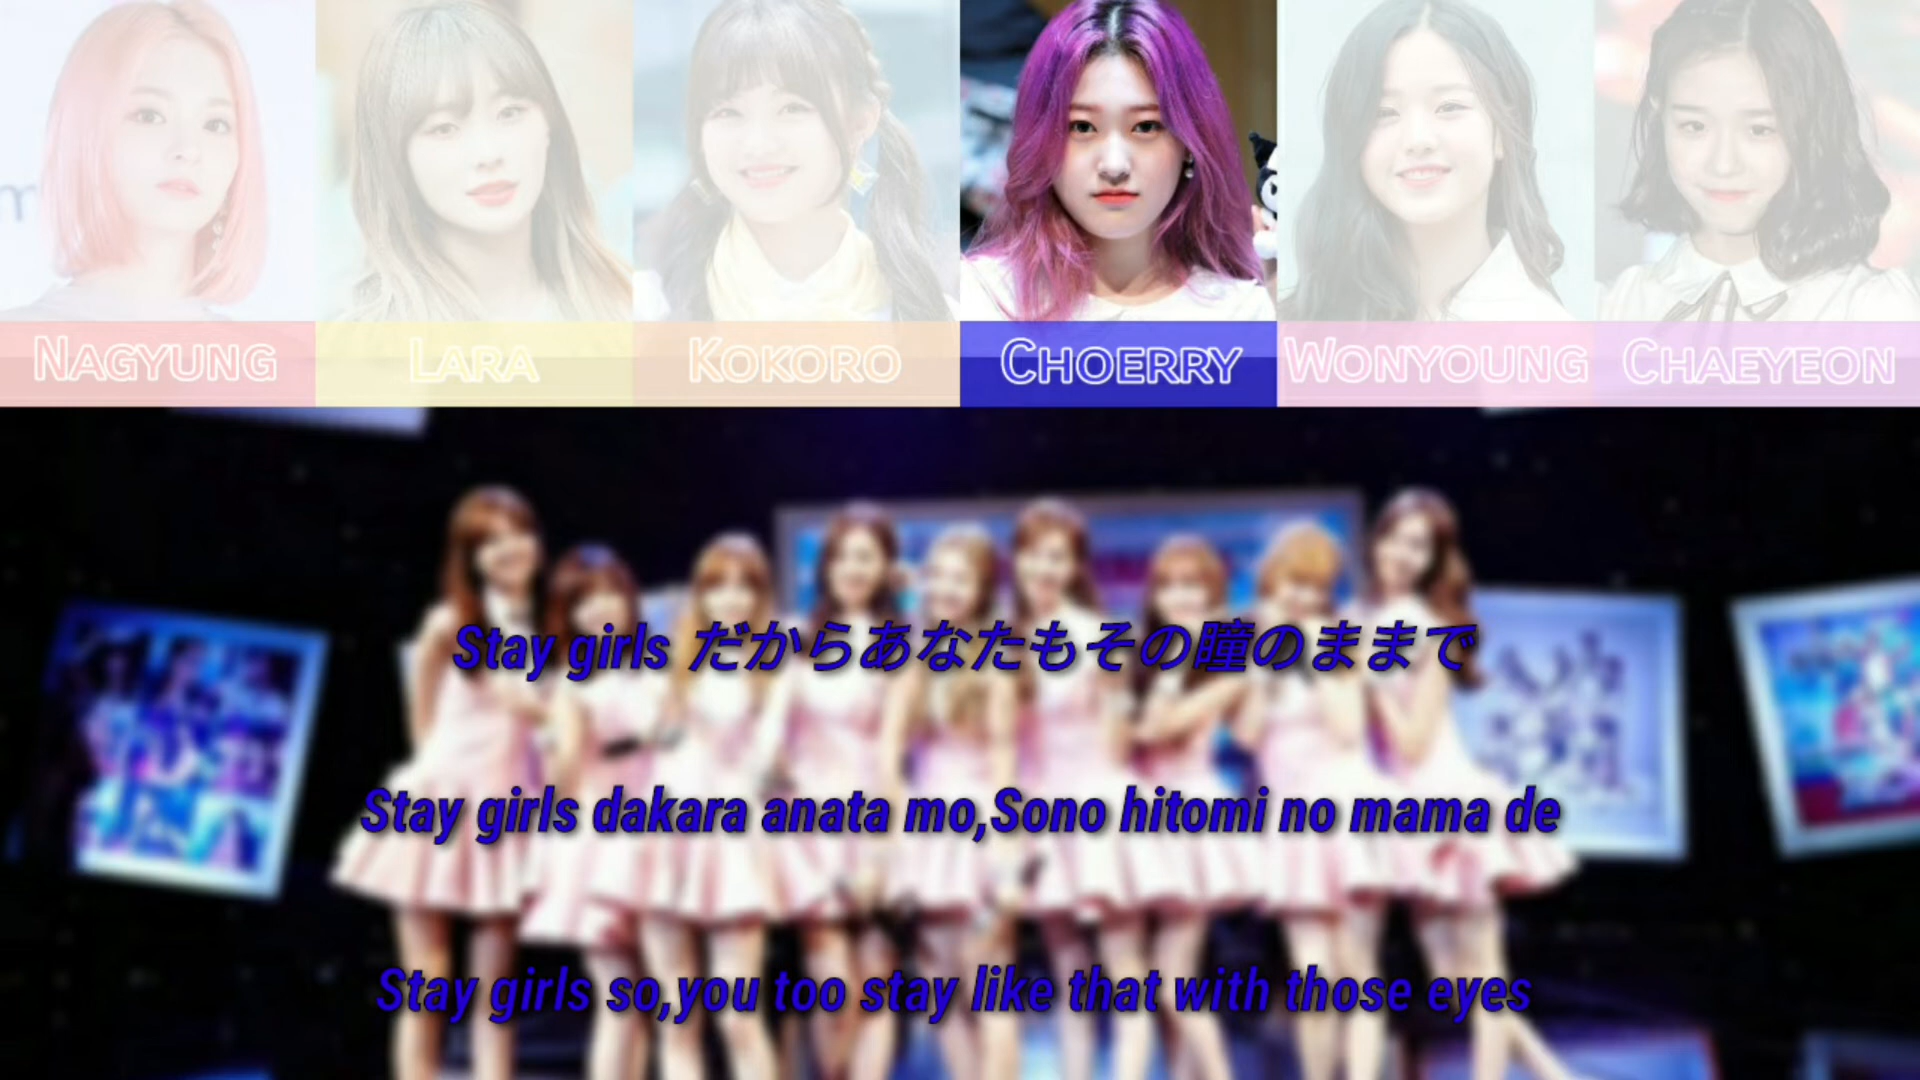 NAGYUNG LARA KOKORO CHOERRY WONYOUNG CHAEYEON
Stay girls だからあなたもその瞳のままで
Stay girls dakara anata mo,Sono hitomi no mama de
Stay girls so,you too stay like that with those eyes